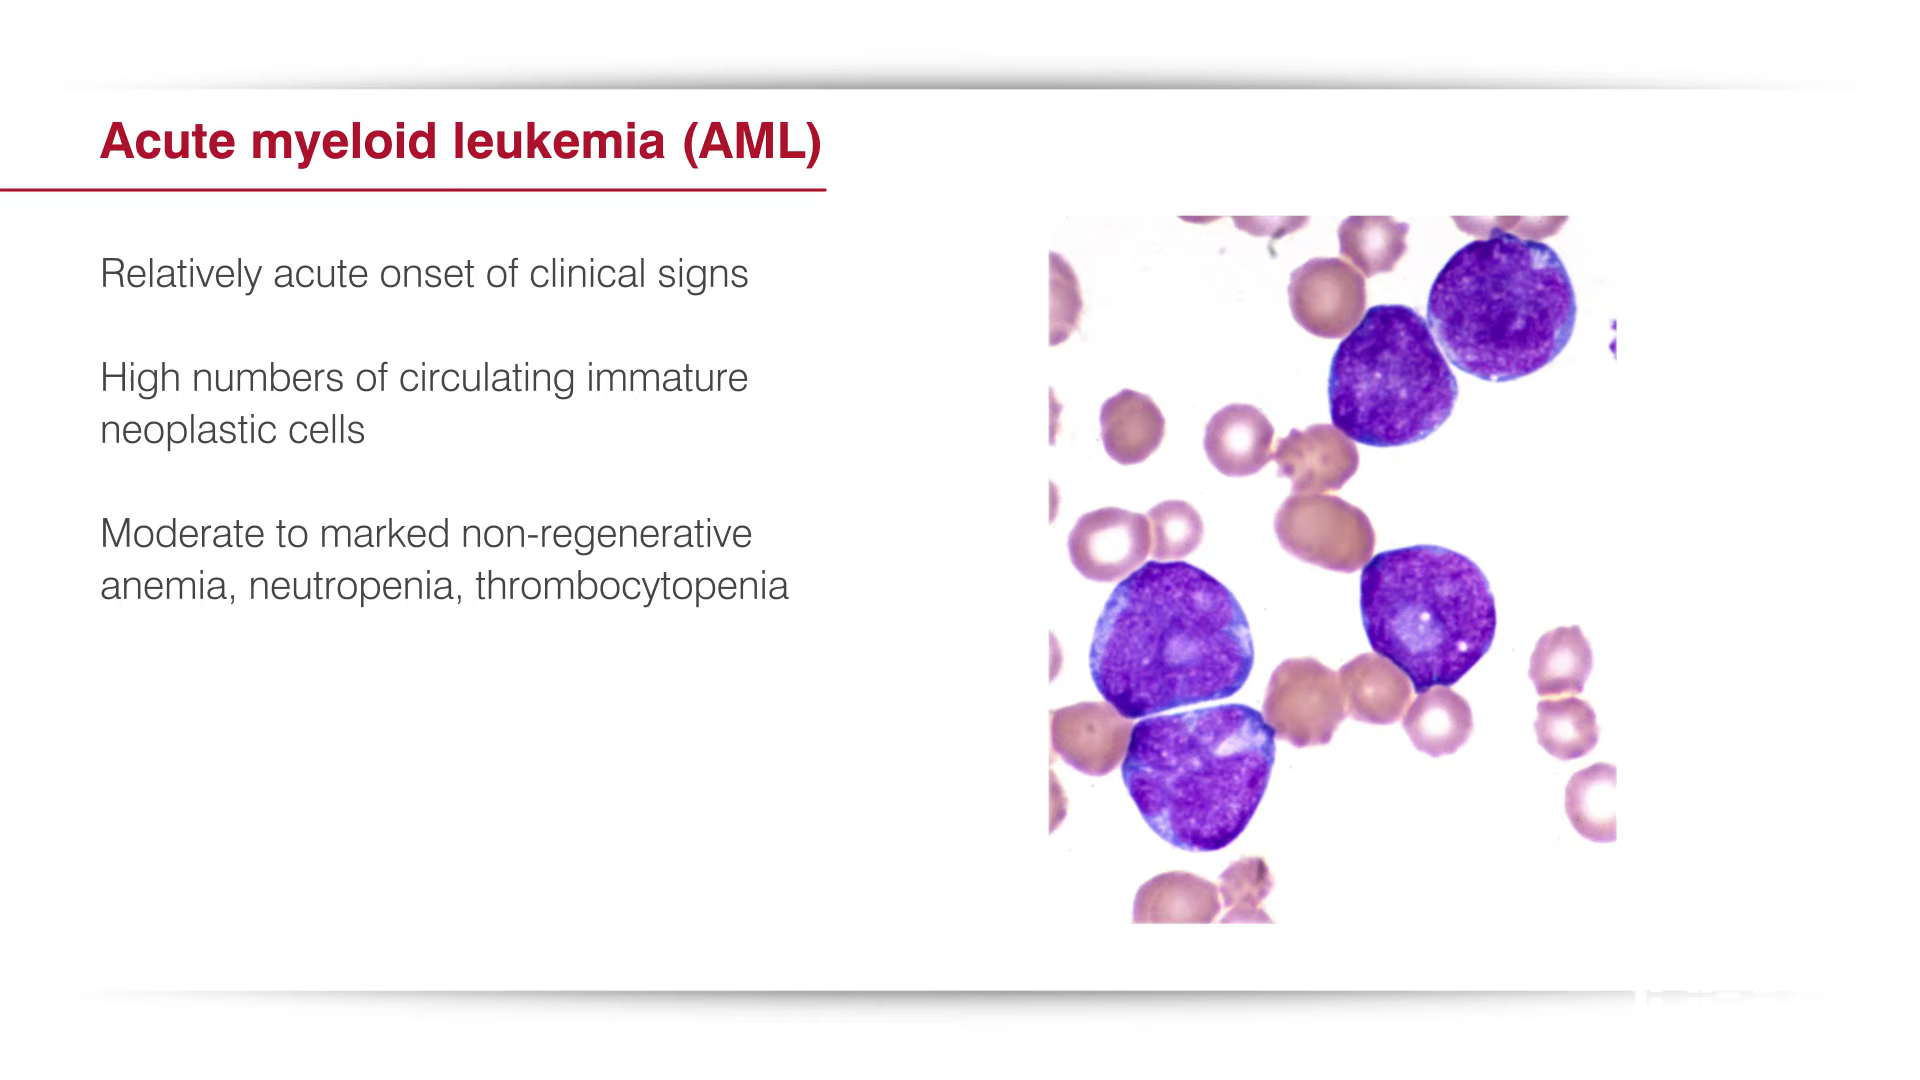 Acute myeloid leukemia (AML)
Relatively acute onset of clinical signs
High numbers of circulating immature
neoplastic cells
Moderate to marked non-regenerative
anemia, neutropenia, thrombocytopenia